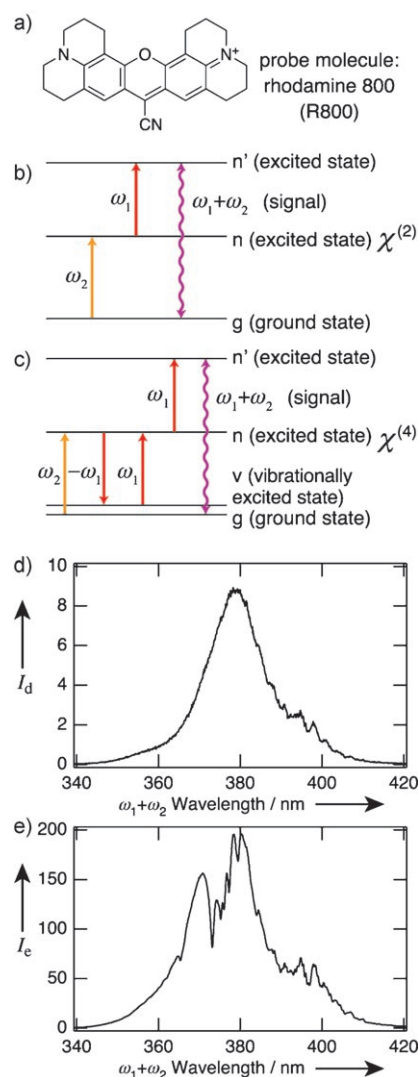 a)
N O N⁺
CN
probe molecule:
rhodamine 800
(R800)
b)
n' (excited state)
ω₁ ω₁+ω₂ (signal)
n (excited state) χ⁽²⁾
ω₂
g (ground state)
c)
n' (excited state)
ω₁ ω₁+ω₂ (signal)
n (excited state) χ⁽⁴⁾
ω₂ −ω₁ ω₁
v (vibrationally
excited state)
g (ground state)
d)
10
8
6
4
2
0
I_d
340 360 380 400 420
ω₁+ω₂ Wavelength / nm
e)
200
150
100
50
0
I_e
340 360 380 400 420
ω₁+ω₂ Wavelength / nm